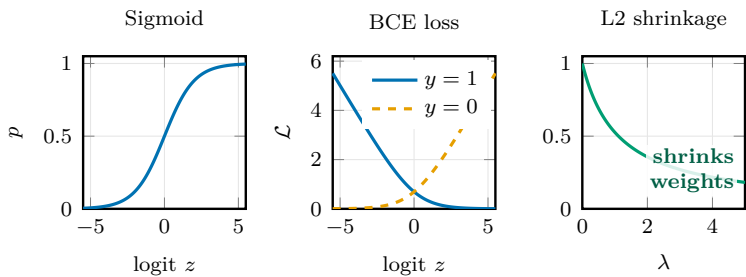 Sigmoid
1
0.5
0
p
−5
0
5
logit z
BCE loss
6
4
2
0
ℒ
y = 1
y = 0
−5
0
5
logit z
L2 shrinkage
1
0.5
0
shrinks
weights
0
2
4
λ